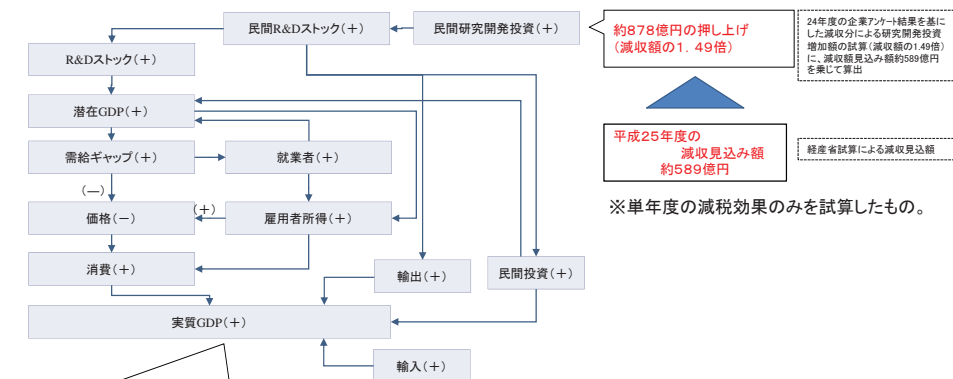 民間R&Dストック(+)
民間研究開発投資(+)
約878億円の押し上げ
(減収額の1.49倍)
24年度の企業アンケート結果を基に
した減収分による研究開発投資
増加額の試算(減収額の1.49倍)
に、減収額見込み額約589億円
を乗じて算出
R&Dストック(+)
潜在GDP(+)
平成25年度の
減収見込み額
約589億円
経産省試算による減収見込額
需給ギャップ(+)
就業者(+)
(―)
(+)
価格(-)
雇用者所得(+)
※単年度の減税効果のみを試算したもの。
消費(+)
輸出(+)
民間投資(+)
実質GDP(+)
輸入(+)